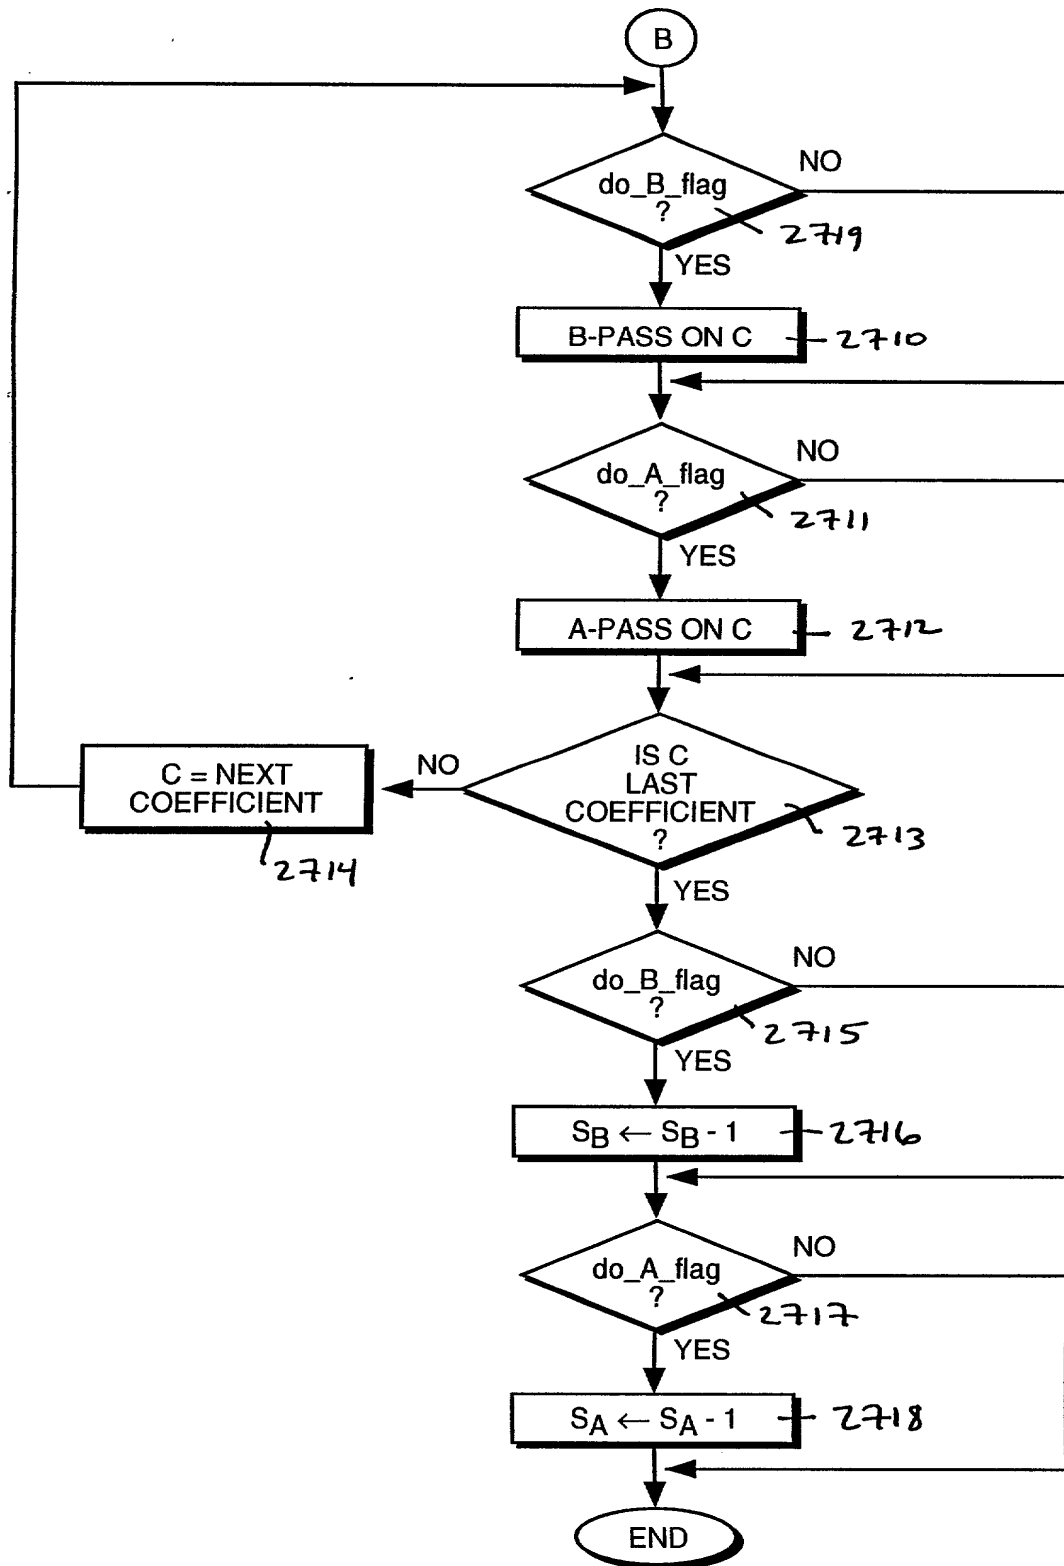 B
NO
do_B_flag
?
2719
YES
B-PASS ON C
2710
NO
do_A_flag
?
2711
YES
A-PASS ON C
2712
IS C
LAST
COEFFICIENT
?
2713
NO
C = NEXT
COEFFICIENT
2714
YES
NO
do_B_flag
?
2715
YES
SB ← SB - 1
2716
NO
do_A_flag
?
2717
YES
SA ← SA - 1
2718
END